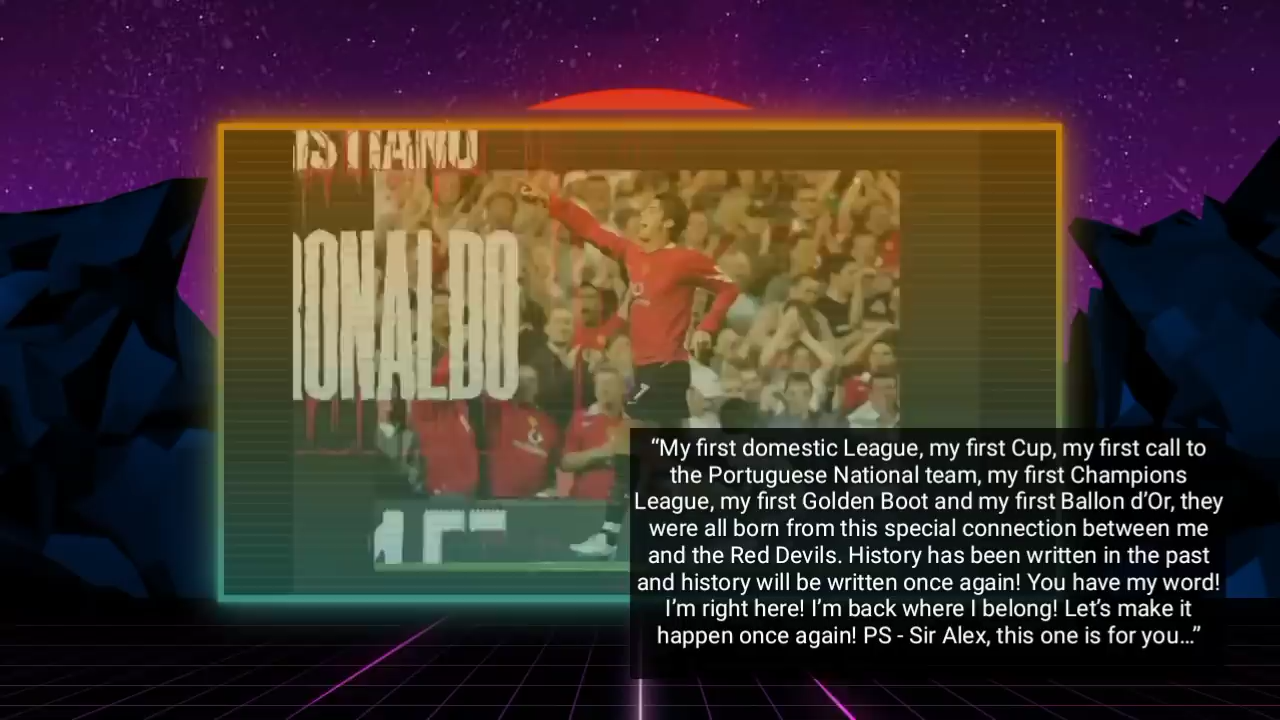 ISTIANO
RONALDO
7
“My first domestic League, my first Cup, my first call to
the Portuguese National team, my first Champions
League, my first Golden Boot and my first Ballon d’Or, they
were all born from this special connection between me
and the Red Devils. History has been written in the past
and history will be written once again! You have my word!
I’m right here! I’m back where I belong! Let’s make it
happen once again! PS - Sir Alex, this one is for you…”